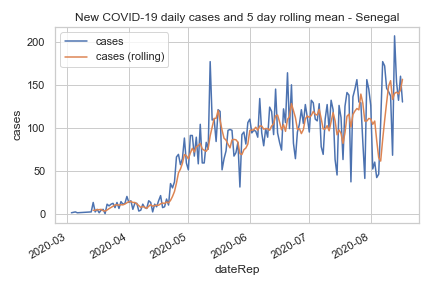 New COVID-19 daily cases and 5 day rolling mean - Senegal
cases
cases (rolling)
200
150
100
50
0
cases
2020-03
2020-04
2020-05
2020-06
2020-07
2020-08
dateRep